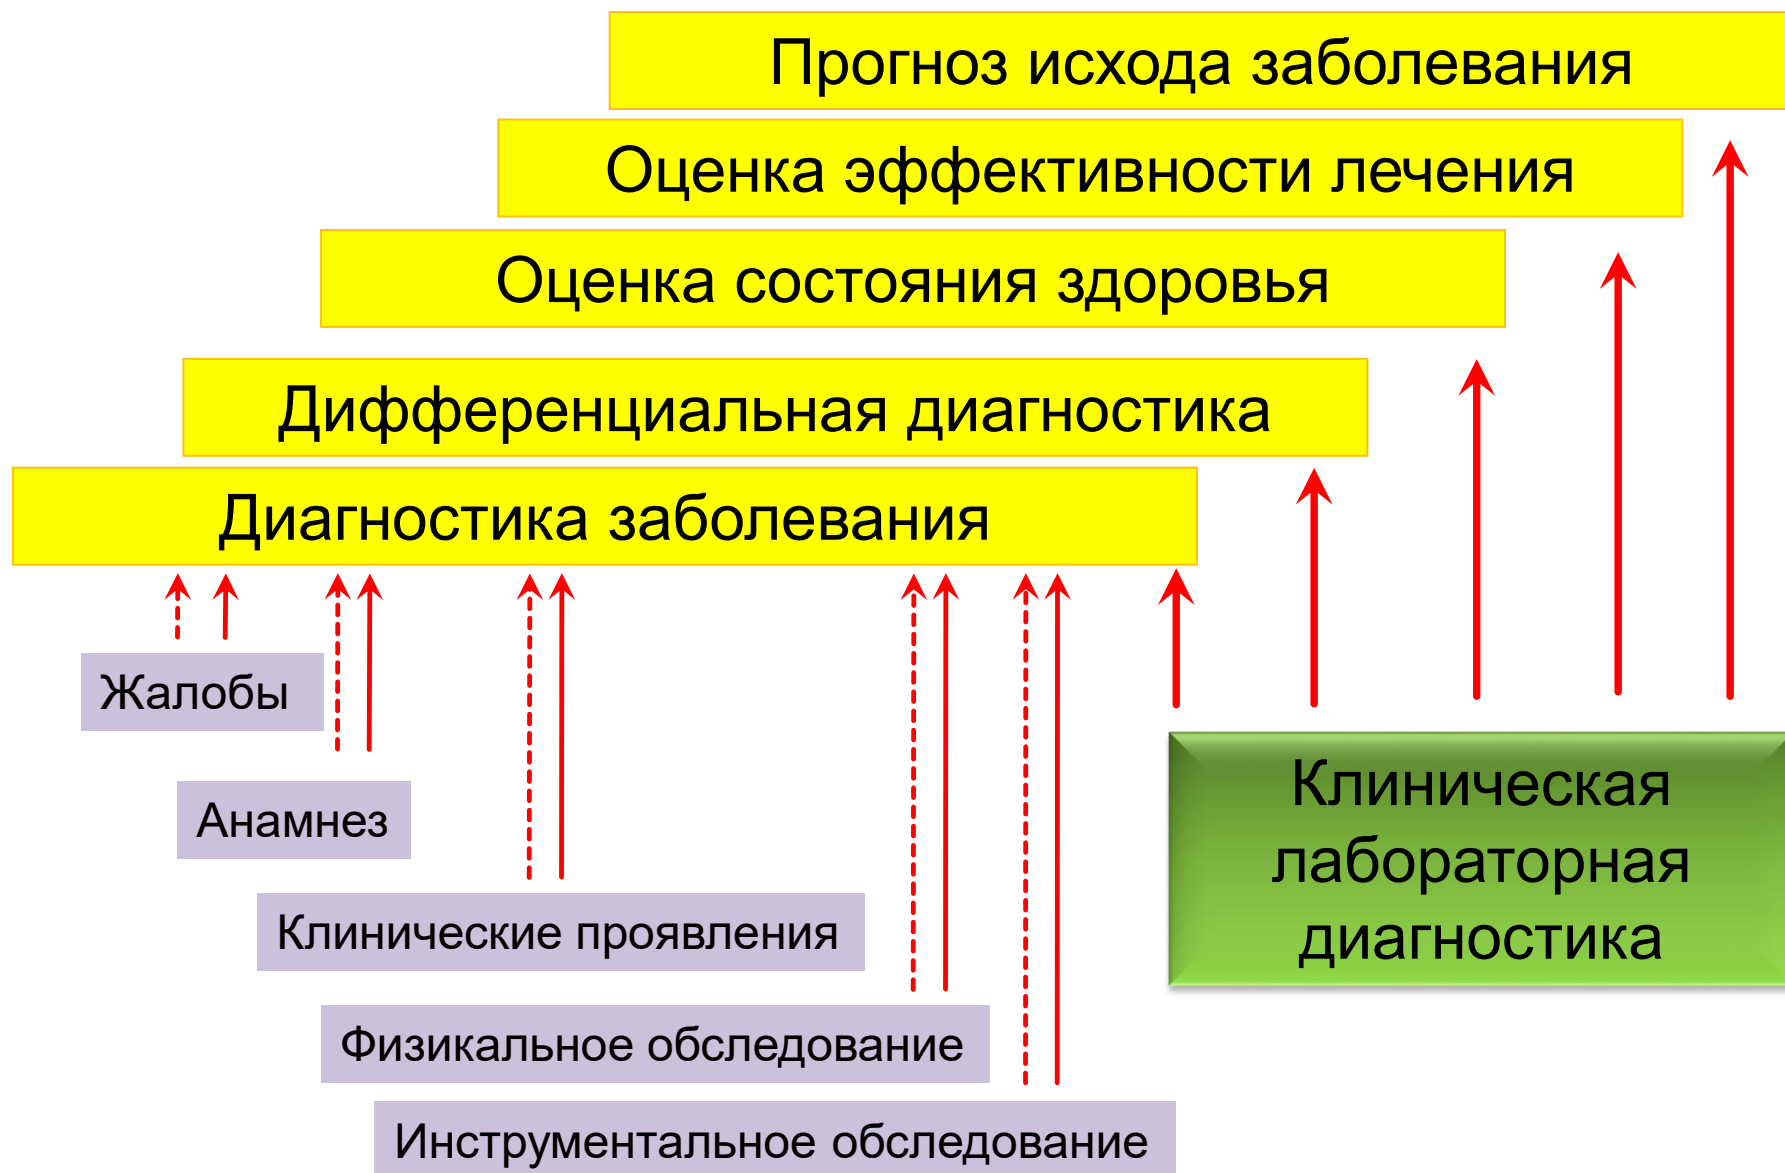 Прогноз исхода заболевания
Оценка эффективности лечения
Оценка состояния здоровья
Дифференциальная диагностика
Диагностика заболевания
Жалобы
Анамнез
Клинические проявления
Физикальное обследование
Инструментальное обследование
Клиническая
лабораторная
диагностика